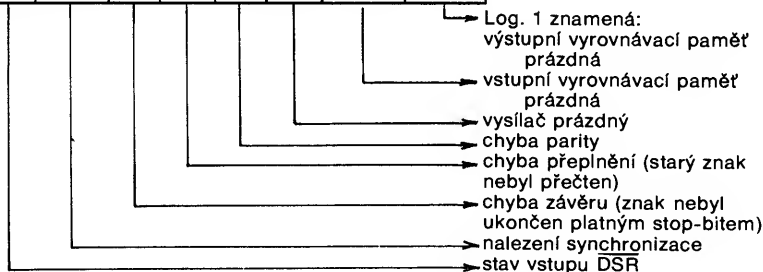 Log. 1 znamená:
výstupní vyrovnávací paměť
prázdná
vstupní vyrovnávací paměť
prázdná
vysílač prázdný
chyba parity
chyba přeplnění (starý znak
nebyl přečten)
chyba závěru (znak nebyl
ukončen platným stop-bitem)
nalezení synchronizace
stav vstupu D̅S̅R̅